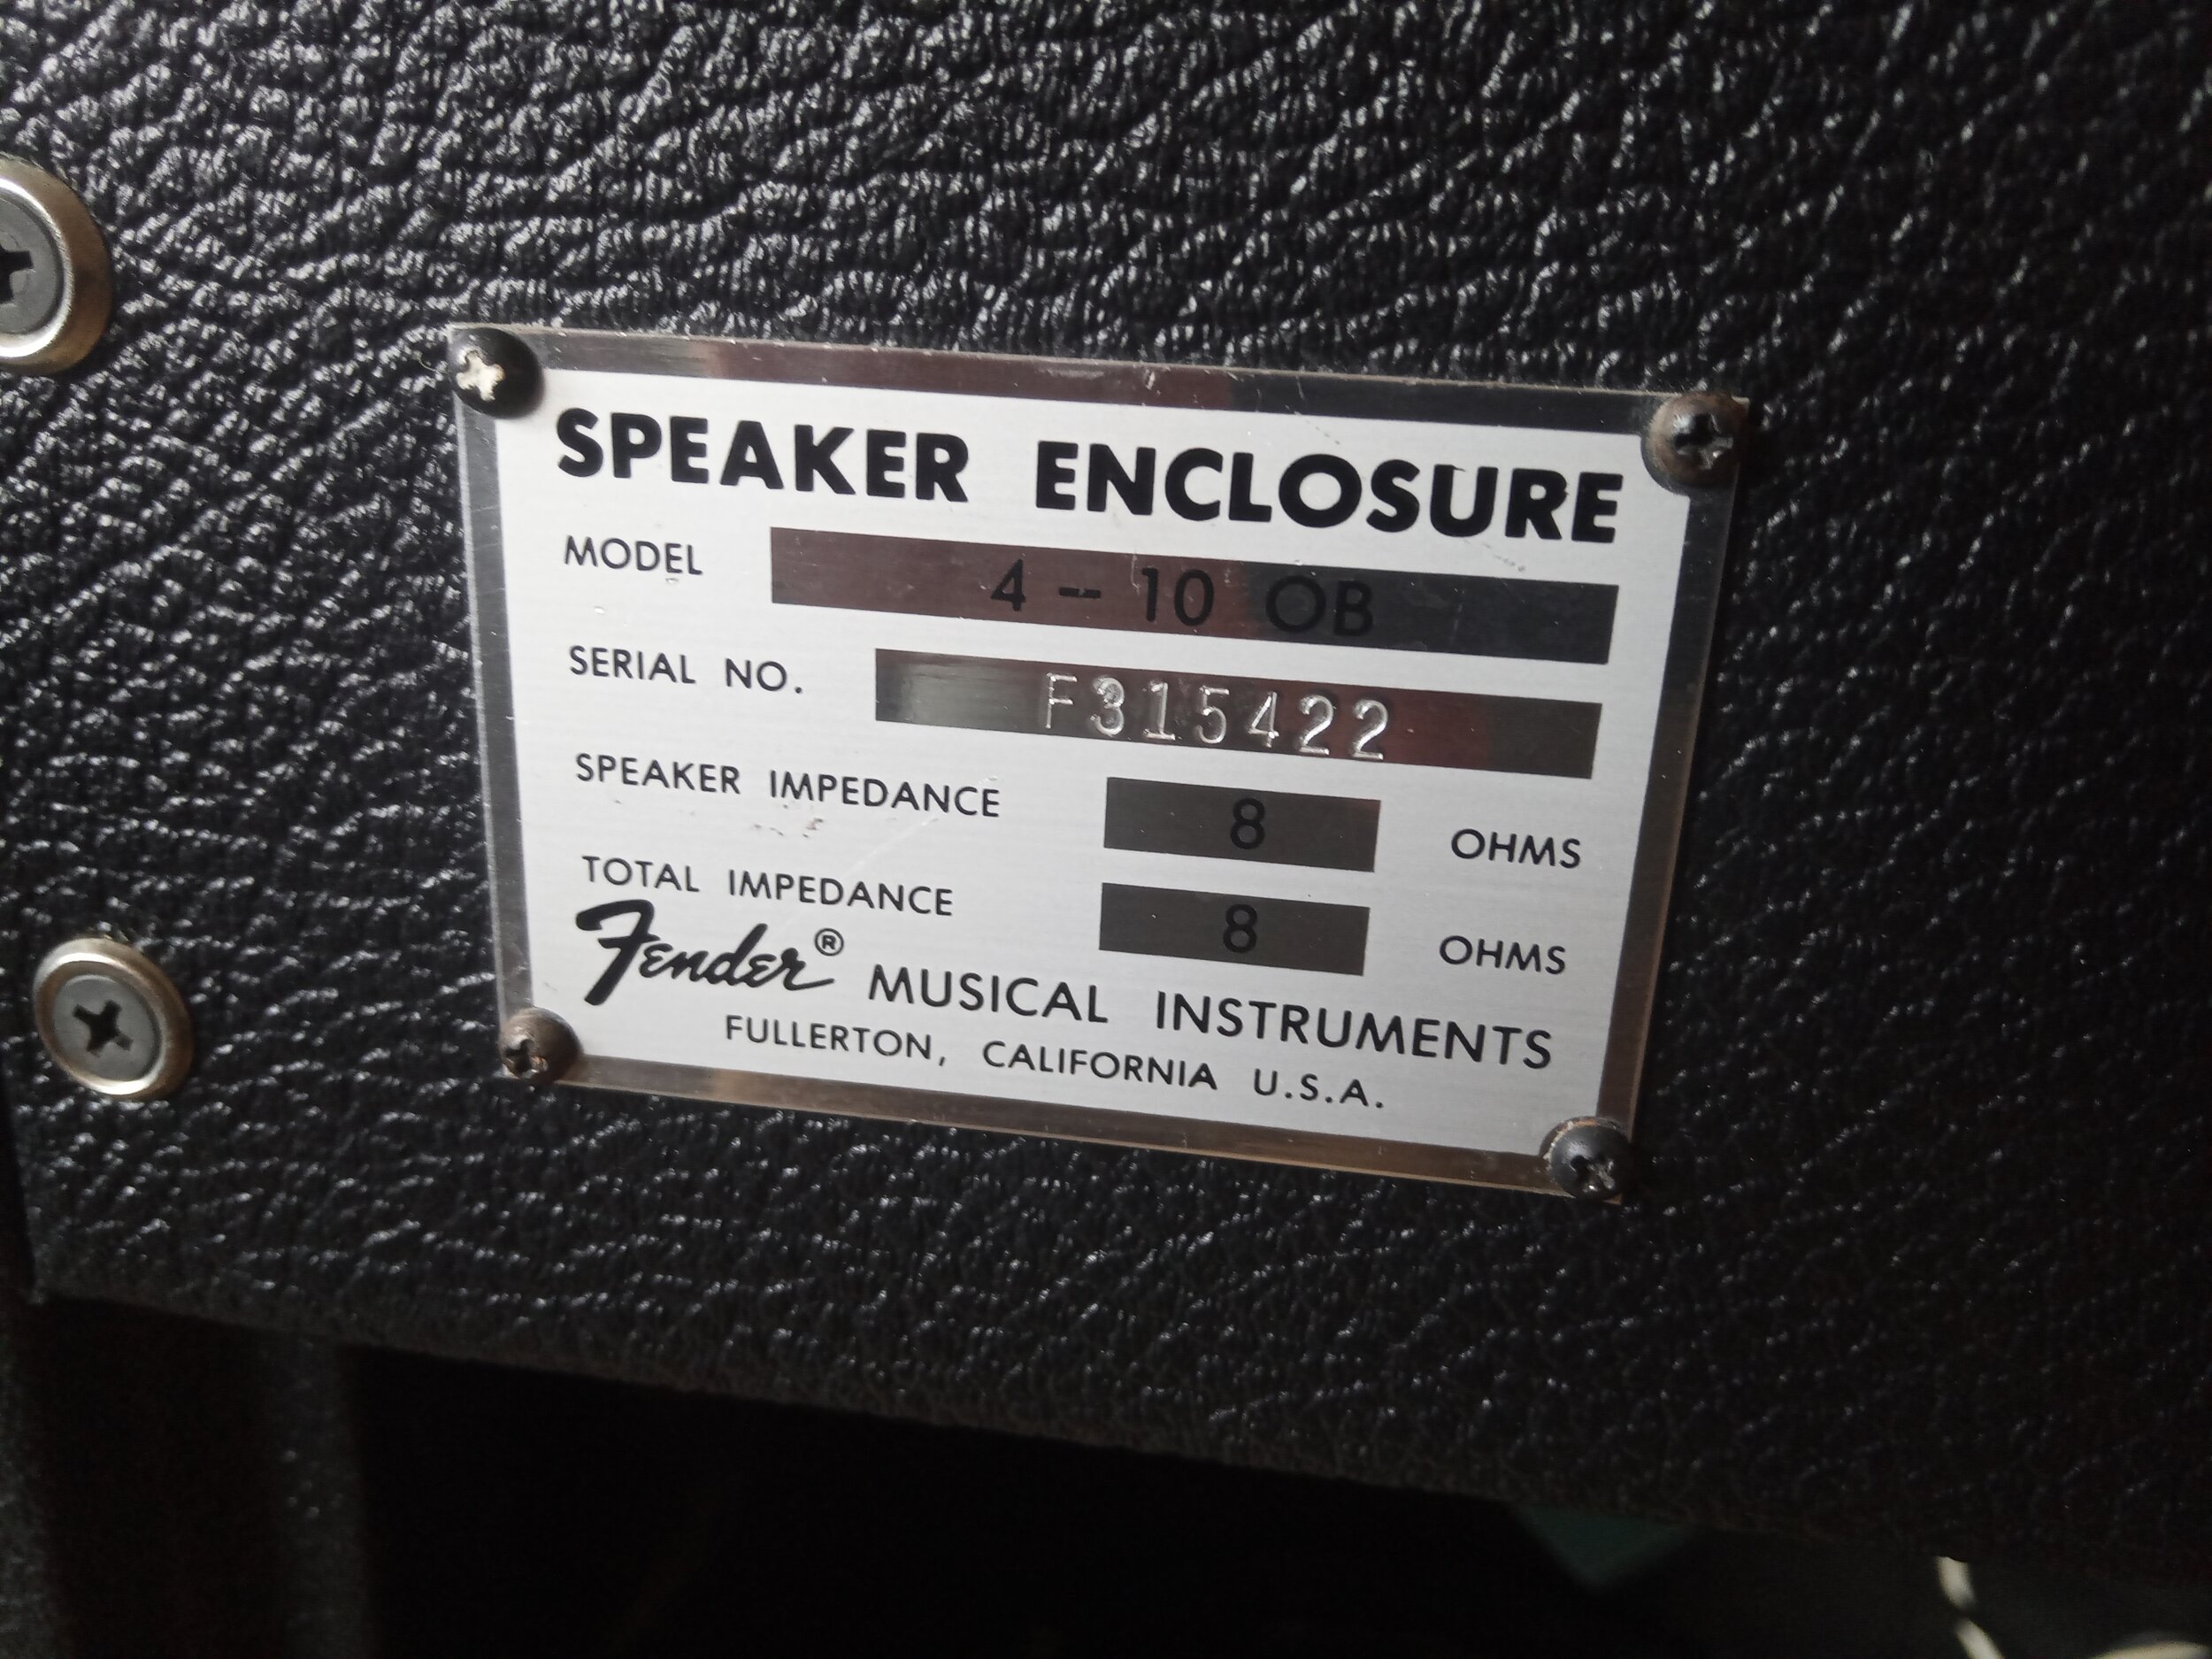 SPEAKER ENCLOSURE
MODEL 4 – 10 OB
SERIAL NO. F315422
SPEAKER IMPEDANCE 8 OHMS
TOTAL IMPEDANCE 8 OHMS
Fender® MUSICAL INSTRUMENTS
FULLERTON, CALIFORNIA U.S.A.